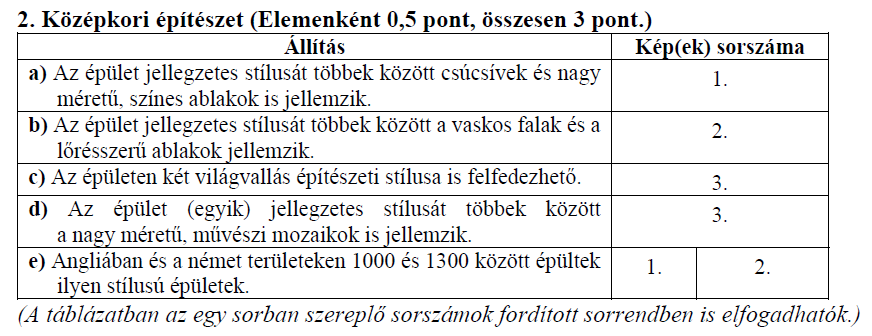 2. Középkori építészet (Elemenként 0,5 pont, összesen 3 pont.)
Állítás Kép(ek) sorszáma
a) Az épület jellegzetes stílusát többek között csúcsívek és nagy
méretű, színes ablakok is jellemzik. 1.
b) Az épület jellegzetes stílusát többek között a vaskos falak és a
lőrésszerű ablakok jellemzik. 2.
c) Az épületen két világvallás építészeti stílusa is felfedezhető. 3.
d) Az épület (egyik) jellegzetes stílusát többek között
a nagy méretű, művészi mozaikok is jellemzik. 3.
e) Angliában és a német területeken 1000 és 1300 között épültek
ilyen stílusú épületek. 1. 2.
(A táblázatban az egy sorban szereplő sorszámok fordított sorrendben is elfogadhatók.)